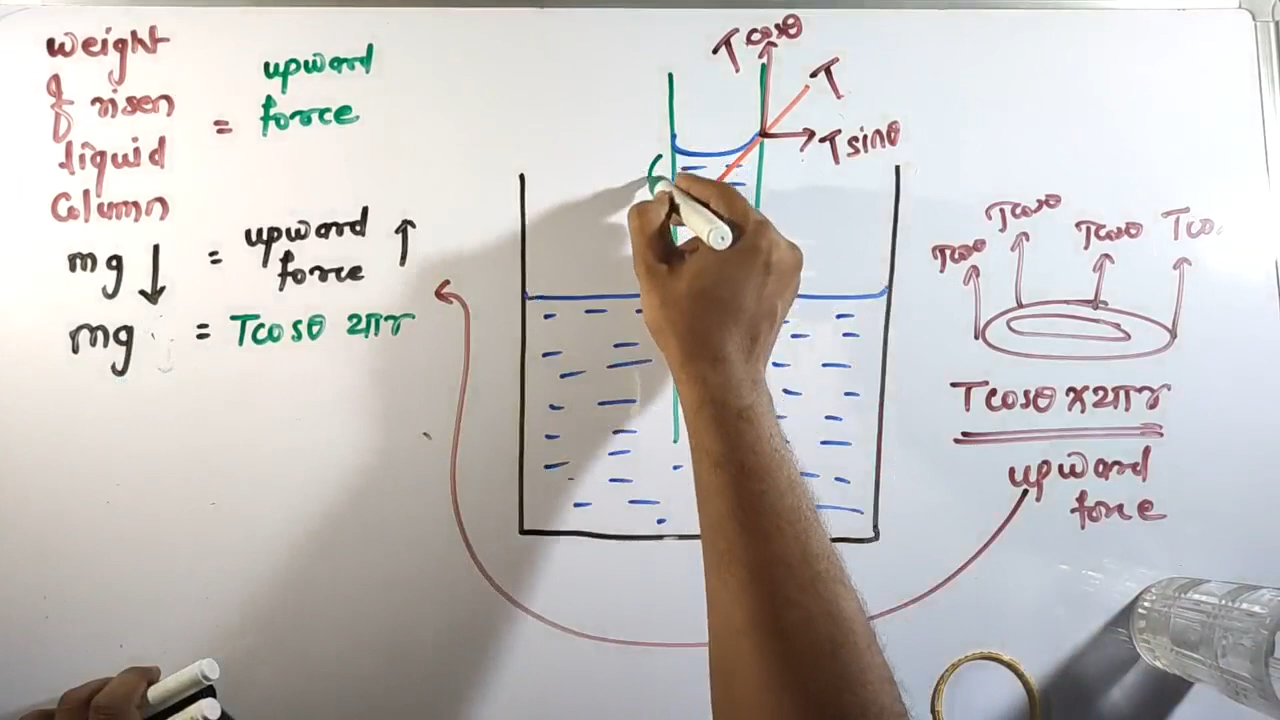 weight
of risen
liquid
Column
=
upward
force
mg ↓ = upward
force ↑
mg = Tcosθ 2πr
Tcosθ
T
Tsinθ
Tcosθ
Tcosθ
Tcosθ
Tco
Tcosθ × 2πr
upward
force